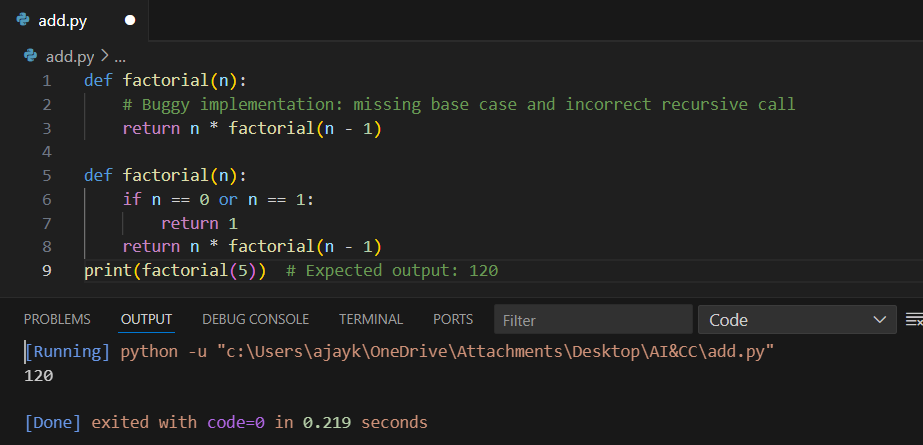 add.py
add.py > ...
1 def factorial(n):
2     # Buggy implementation: missing base case and incorrect recursive call
3     return n * factorial(n - 1)
4
5 def factorial(n):
6     if n == 0 or n == 1:
7         return 1
8     return n * factorial(n - 1)
9 print(factorial(5))  # Expected output: 120
PROBLEMS OUTPUT DEBUG CONSOLE TERMINAL PORTS Filter Code
[Running] python -u "c:\Users\ajayk\OneDrive\Attachments\Desktop\AI&CC\add.py"
120
[Done] exited with code=0 in 0.219 seconds